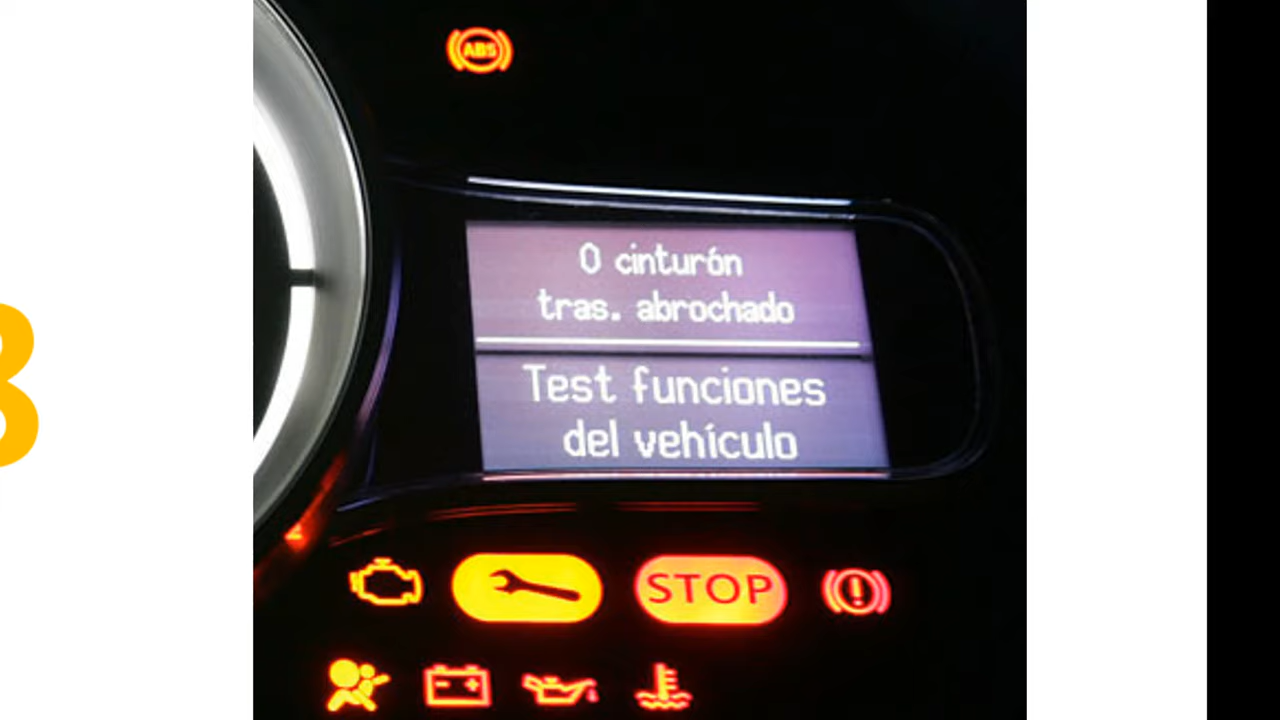 ABS
0 cinturón
tras. abrochado
Test funciones
del vehículo
STOP